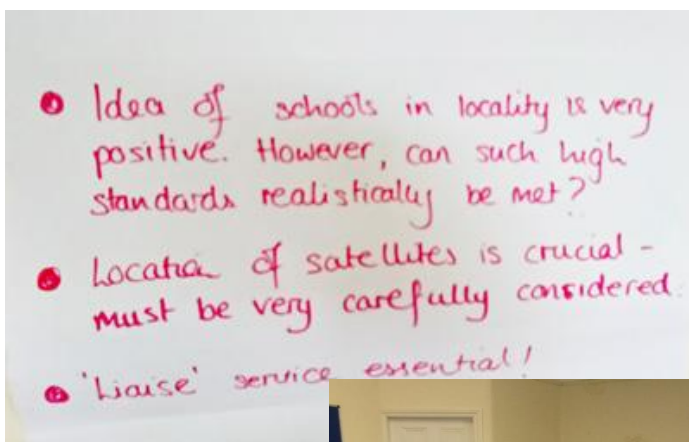 • Idea of schools in locality is very
positive. However, can such high
standards realistically be met?
• Location of satellites is crucial -
must be very carefully considered.
• 'Liaise' service essential!